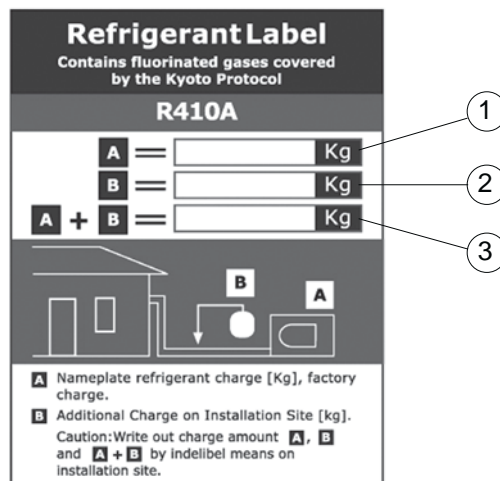 Refrigerant Label
Contains fluorinated gases covered
by the Kyoto Protocol
R410A
A = Kg
B = Kg
A + B = Kg
1
2
3
B
A
A Nameplate refrigerant charge [Kg], factory
charge.
B Additional Charge on Installation Site [kg].
Caution:Write out charge amount A, B
and A + B by indelibel means on
installation site.